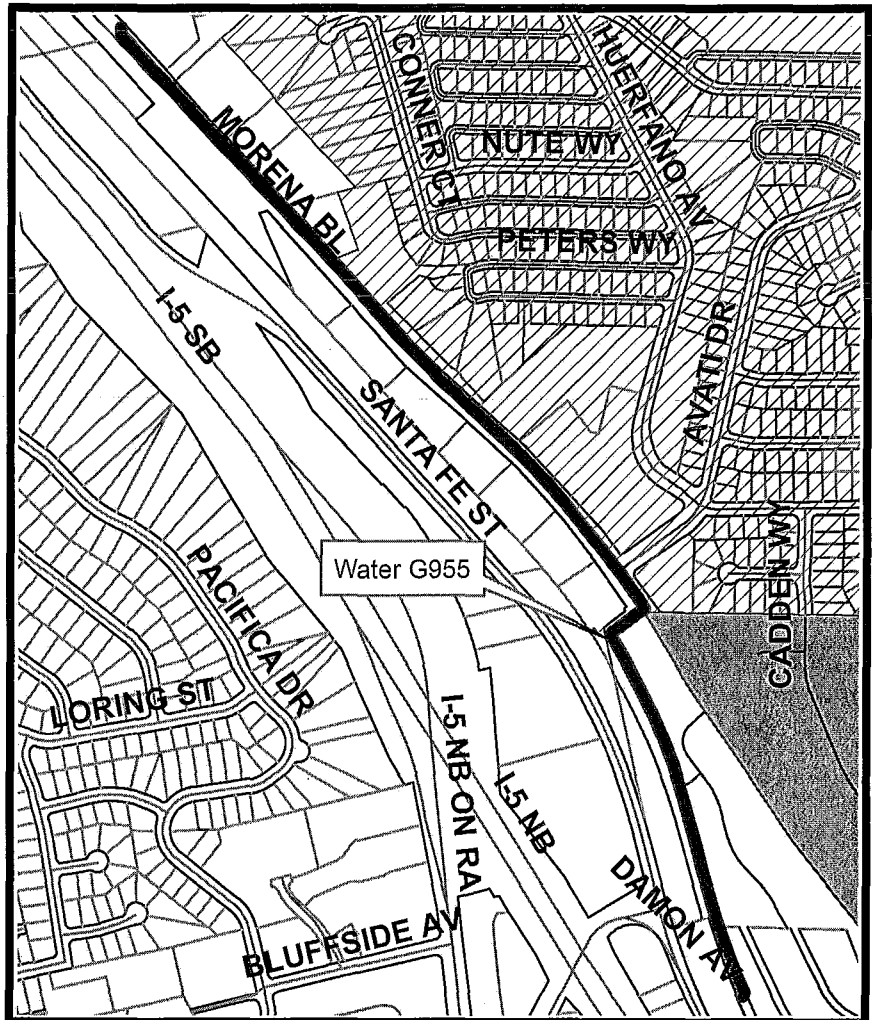 CONNER CT
HUERFANO AV
MORENA BL
NUTE WY
PETERS WY
I-5 SB
AVATI DR
SANTA FE ST
CADDEN WY
Water G955
PACIFICA DR
LORING ST
I-5 NB ON RA
I-5 NB
DAMON AV
BLUFFSIDE AV